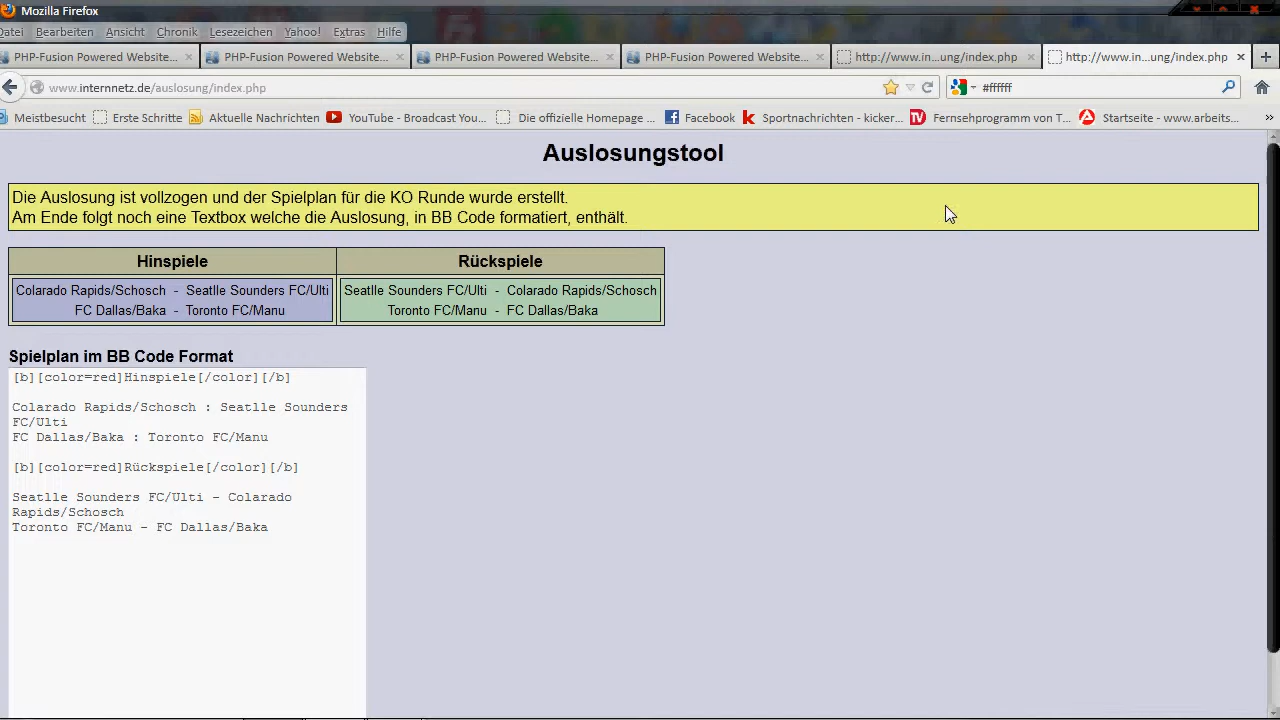 Mozilla Firefox
Datei Bearbeiten Ansicht Chronik Lesezeichen Yahoo! Extras Hilfe
PHP-Fusion Powered Website... × PHP-Fusion Powered Website... × PHP-Fusion Powered Website... × PHP-Fusion Powered Website... × http://www.in...ung/index.php × http://www.in...ung/index.php × +
www.internnetz.de/auslosung/index.php #ffffff
Meistbesucht Erste Schritte Aktuelle Nachrichten YouTube - Broadcast You... Die offizielle Homepage ... Facebook Sportnachrichten - kicker... Fernsehprogramm von T... Startseite - www.arbeits... »
Auslosungstool
Die Auslosung ist vollzogen und der Spielplan für die KO Runde wurde erstellt.
Am Ende folgt noch eine Textbox welche die Auslosung, in BB Code formatiert, enthält.
Hinspiele Rückspiele
Colarado Rapids/Schosch - Seatlle Sounders FC/Ulti Seatlle Sounders FC/Ulti - Colarado Rapids/Schosch
FC Dallas/Baka - Toronto FC/Manu Toronto FC/Manu - FC Dallas/Baka
Spielplan im BB Code Format
[b][color=red]Hinspiele[/color][/b]
Colarado Rapids/Schosch : Seatlle Sounders
FC/Ulti
FC Dallas/Baka : Toronto FC/Manu
[b][color=red]Rückspiele[/color][/b]
Seatlle Sounders FC/Ulti - Colarado
Rapids/Schosch
Toronto FC/Manu - FC Dallas/Baka